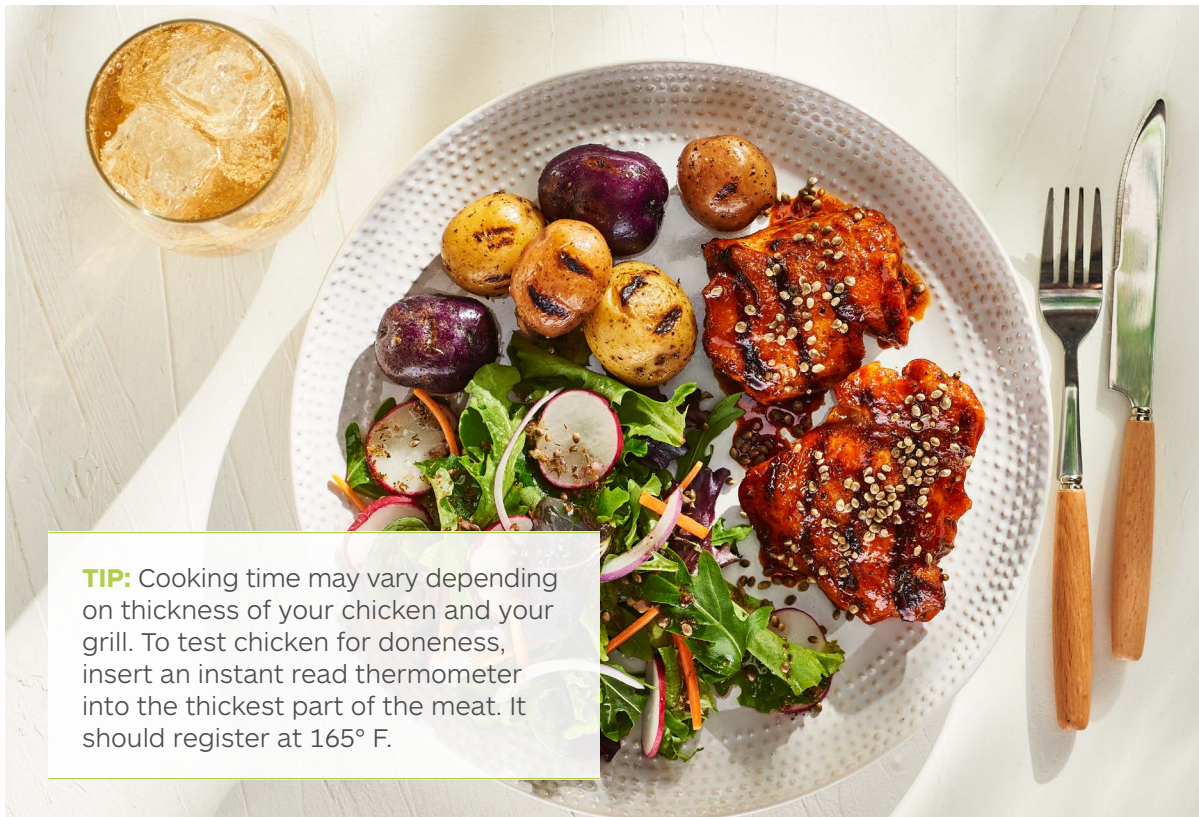 TIP: Cooking time may vary depending
on thickness of your chicken and your
grill. To test chicken for doneness,
insert an instant read thermometer
into the thickest part of the meat. It
should register at 165° F.